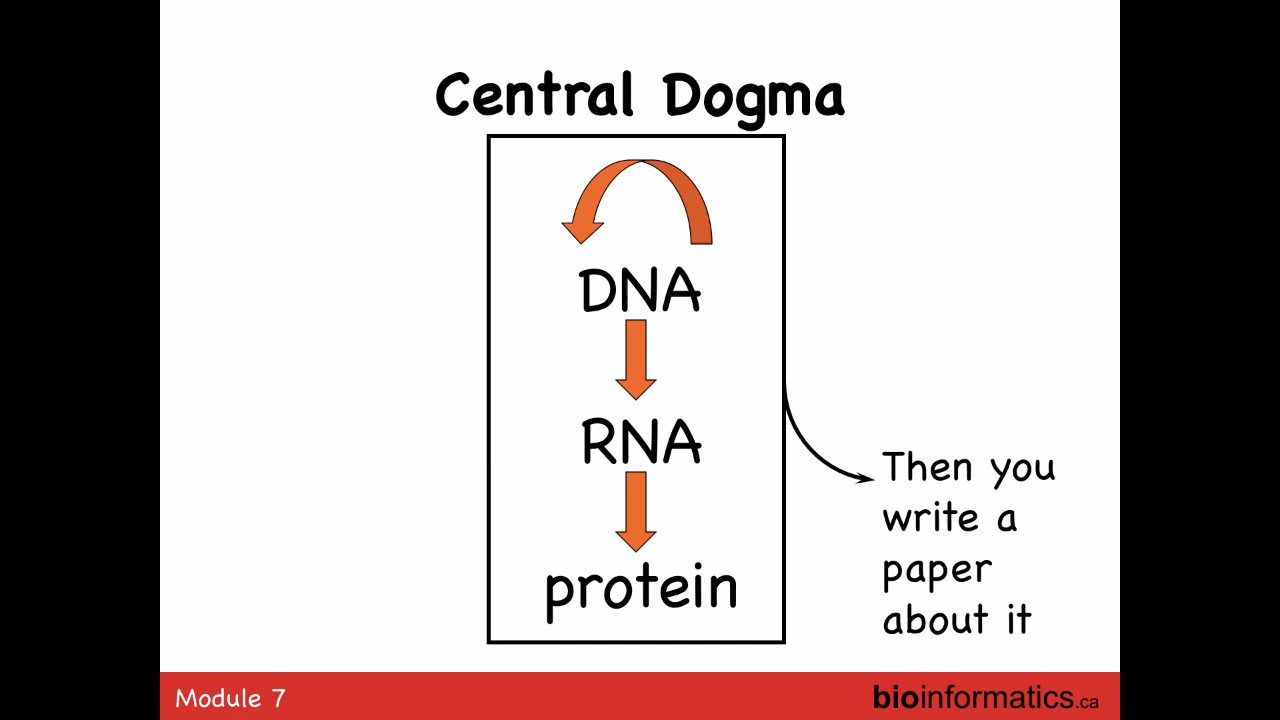 Central Dogma
DNA
RNA
protein
Then you
write a
paper
about it
Module 7
bioinformatics.ca